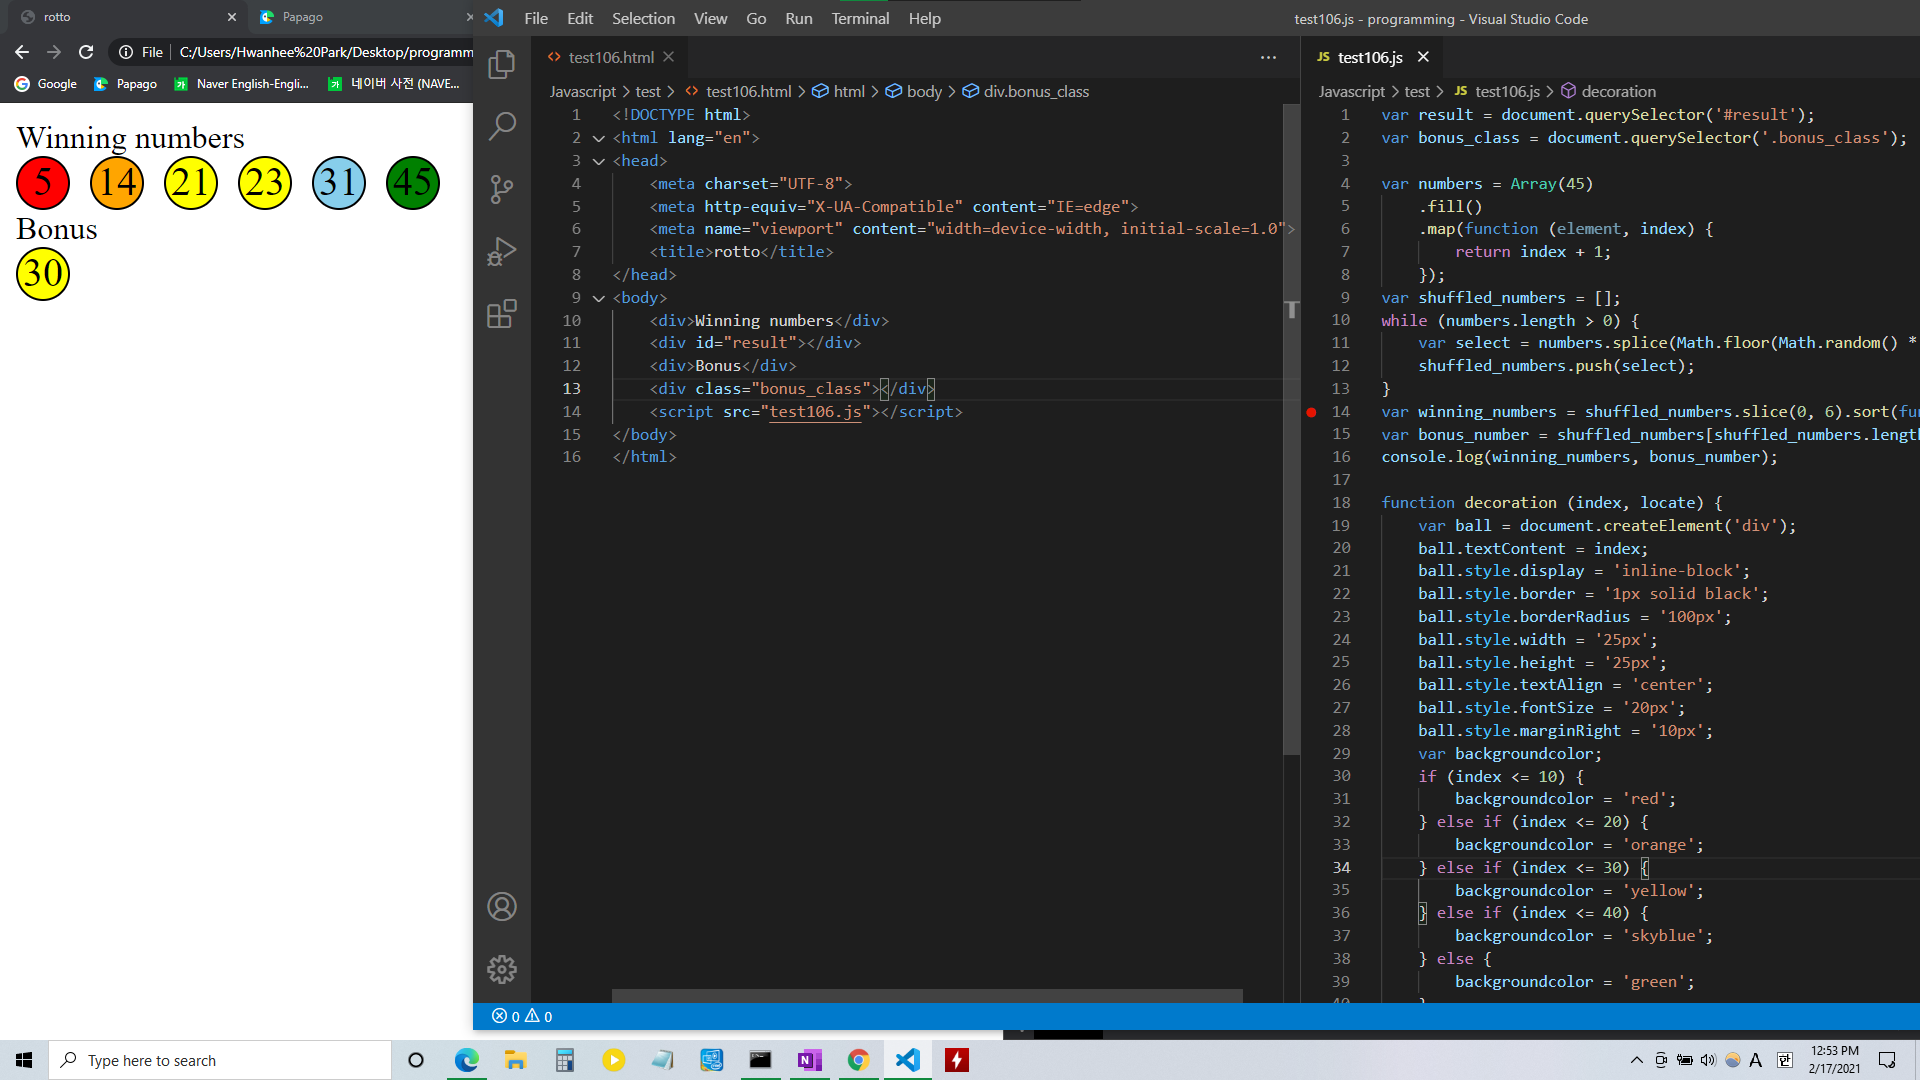 rotto
Papago
File
C:/Users/Hwanhee%20Park/Desktop/programm
Google
Papago
Naver English-Engli...
네이버 사전 (NAVE...
Winning numbers
5 14 21 23 31 45
Bonus
30
File Edit Selection View Go Run Terminal Help
test106.js - programming - Visual Studio Code
test106.html
Javascript > test > test106.html > html > body > div.bonus_class
1 <!DOCTYPE html>
2 <html lang="en">
3 <head>
4 <meta charset="UTF-8">
5 <meta http-equiv="X-UA-Compatible" content="IE=edge">
6 <meta name="viewport" content="width=device-width, initial-scale=1.0">
7 <title>rotto</title>
8 </head>
9 <body>
10 <div>Winning numbers</div>
11 <div id="result"></div>
12 <div>Bonus</div>
13 <div class="bonus_class"></div>
14 <script src="test106.js"></script>
15 </body>
16 </html>
JS test106.js
Javascript > test > JS test106.js > decoration
1 var result = document.querySelector('#result');
2 var bonus_class = document.querySelector('.bonus_class');
3
4 var numbers = Array(45)
5 .fill()
6 .map(function (element, index) {
7 return index + 1;
8 });
9 var shuffled_numbers = [];
10 while (numbers.length > 0) {
11 var select = numbers.splice(Math.floor(Math.random() *
12 shuffled_numbers.push(select);
13 }
14 var winning_numbers = shuffled_numbers.slice(0, 6).sort(fun
15 var bonus_number = shuffled_numbers[shuffled_numbers.length
16 console.log(winning_numbers, bonus_number);
17
18 function decoration (index, locate) {
19 var ball = document.createElement('div');
20 ball.textContent = index;
21 ball.style.display = 'inline-block';
22 ball.style.border = '1px solid black';
23 ball.style.borderRadius = '100px';
24 ball.style.width = '25px';
25 ball.style.height = '25px';
26 ball.style.textAlign = 'center';
27 ball.style.fontSize = '20px';
28 ball.style.marginRight = '10px';
29 var backgroundcolor;
30 if (index <= 10) {
31 backgroundcolor = 'red';
32 } else if (index <= 20) {
33 backgroundcolor = 'orange';
34 } else if (index <= 30) {
35 backgroundcolor = 'yellow';
36 } else if (index <= 40) {
37 backgroundcolor = 'skyblue';
38 } else {
39 backgroundcolor = 'green';
40 }
0 0
Type here to search
A 한
12:53 PM
2/17/2021